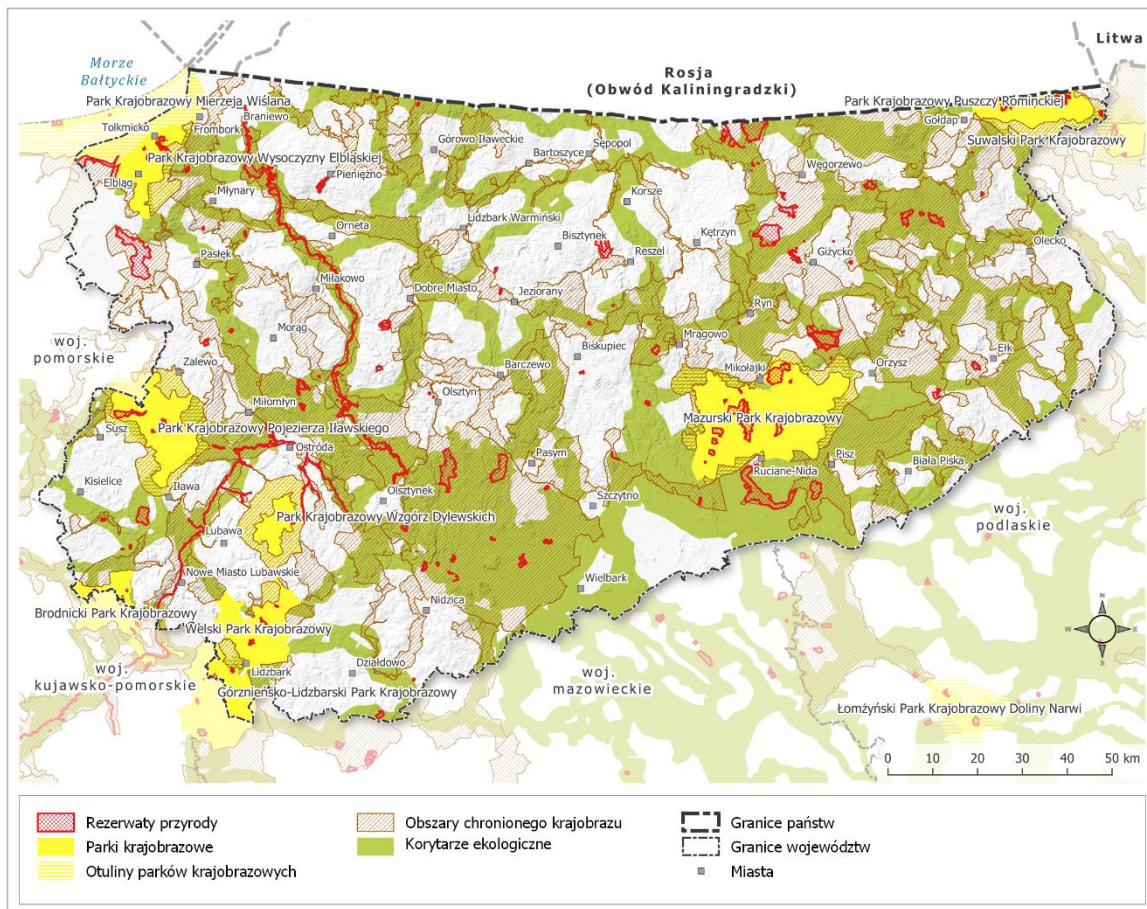 Litwa
Morze
Bałtyckie
Rosja
(Obwód Kaliningradzki)
Park Krajobrazowy Mierzeja Wiślana
Park Krajobrazowy Puszczy Rominckiej
Frombork
Braniewo
Gołdap
Tolkmicko
Suwalski Park Krajobrazowy
Górowo Iławeckie
Sępopol
Bartoszyce
Park Krajobrazowy Wysoczyzny Elbląskiej
Węgorzewo
Pieniężno
Elbląg
Młynary
Korsze
Lidzbark Warmiński
Orneta
Bisztynek
Kętrzyn
Olecko
Pasłęk
Reszel
Giżycko
Miłakowo
Dobre Miasto
Jeziorany
Ryn
Morąg
Mrągowo
woj.
pomorskie
Biskupiec
Ełk
Zalewo
Barczewo
Mikołajki
Orzysz
Olsztyn
Miłomłyn
Mazurski Park Krajobrazowy
Park Krajobrazowy Pojezierza Iławskiego
Susz
Ostróda
Pasym
Pisz
Ruciane-Nida
Biała Piska
Kisielice
Iława
Olsztynek
Szczytno
Park Krajobrazowy Wzgórz Dylewskich
woj.
podlaskie
Lubawa
Nowe Miasto Lubawskie
Wielbark
Brodnicki Park Krajobrazowy
Nidzica
Welski Park Krajobrazowy
woj.
kujawsko-pomorskie
Lidzbark
Działdowo
woj.
mazowieckie
Górznieńsko-Lidzbarski Park Krajobrazowy
Łomżyński Park Krajobrazowy Doliny Narwi
N
W
E
S
0 10 20 30 40 50 km
Rezerwaty przyrody
Parki krajobrazowe
Otuliny parków krajobrazowych
Obszary chronionego krajobrazu
Korytarze ekologiczne
Granice państw
Granice województw
Miasta